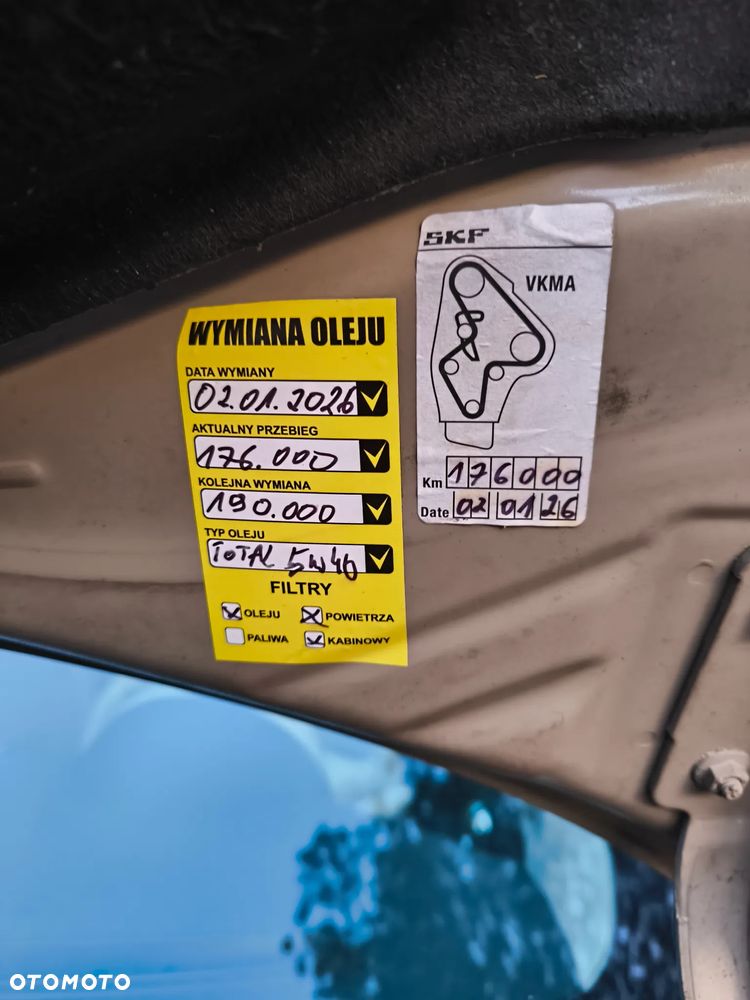 WYMIANA OLEJU
DATA WYMIANY
02.01.2026
AKTUALNY PRZEBIEG
176.000
KOLEJNA WYMIANA
190.000
TYP OLEJU
TOTAL 5w40
FILTRY
OLEJU POWIETRZA
PALIWA KABINOWY
SKF
VKMA
Km 176000
Date 02 01 26
OTOMOTO